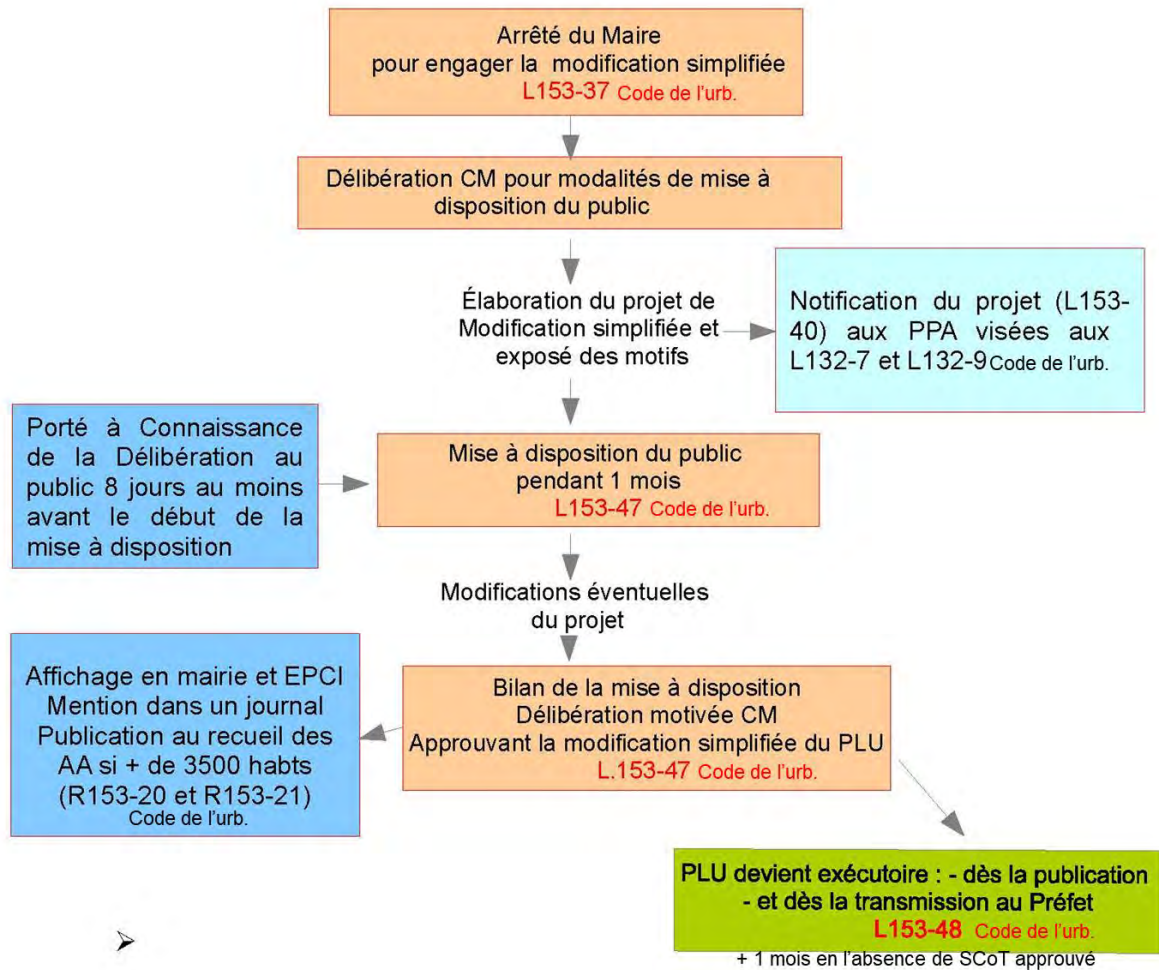 Arrêté du Maire
pour engager la modification simplifiée
L153-37 Code de l'urb.
Délibération CM pour modalités de mise à
disposition du public
Élaboration du projet de
Modification simplifiée et
exposé des motifs
Notification du projet (L153-
40) aux PPA visées aux
L132-7 et L132-9 Code de l'urb.
Porté à Connaissance
de la Délibération au
public 8 jours au moins
avant le début de la
mise à disposition
Mise à disposition du public
pendant 1 mois
L153-47 Code de l'urb.
Modifications éventuelles
du projet
Affichage en mairie et EPCI
Mention dans un journal
Publication au recueil des
AA si + de 3500 habts
(R153-20 et R153-21)
Code de l'urb.
Bilan de la mise à disposition
Délibération motivée CM
Approuvant la modification simplifiée du PLU
L.153-47 Code de l'urb.
PLU devient exécutoire : - dès la publication
- et dès la transmission au Préfet
L153-48 Code de l'urb.
+ 1 mois en l'absence de SCoT approuvé